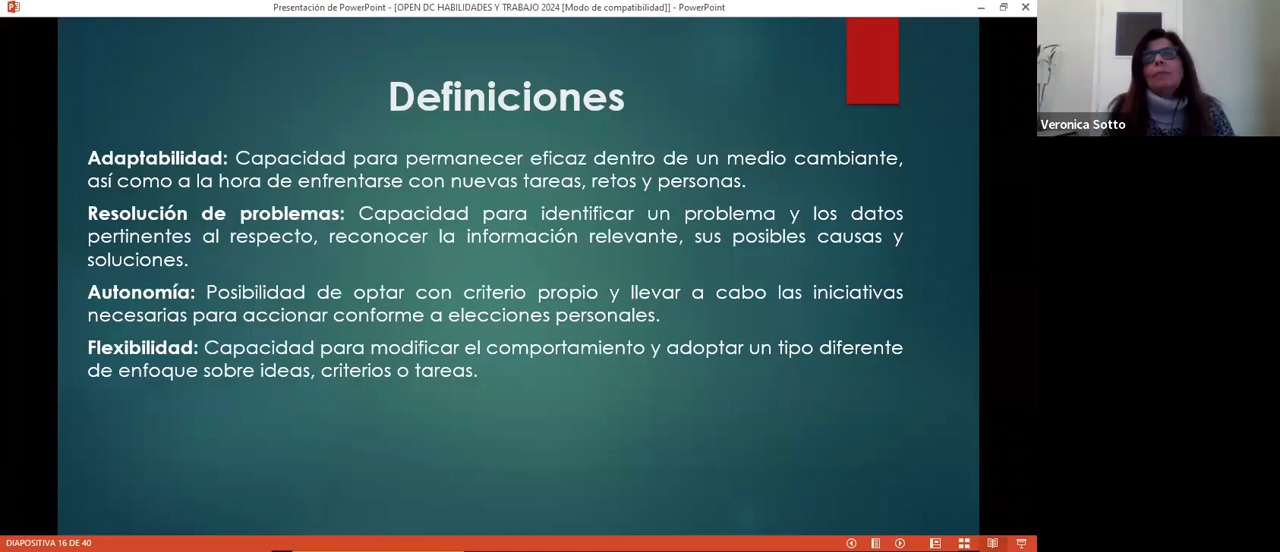 Presentación de PowerPoint - [OPEN DC HABILIDADES Y TRABAJO 2024 [Modo de compatibilidad]] - PowerPoint
Definiciones
Adaptabilidad: Capacidad para permanecer eficaz dentro de un medio cambiante,
así como a la hora de enfrentarse con nuevas tareas, retos y personas.
Resolución de problemas: Capacidad para identificar un problema y los datos
pertinentes al respecto, reconocer la información relevante, sus posibles causas y
soluciones.
Autonomía: Posibilidad de optar con criterio propio y llevar a cabo las iniciativas
necesarias para accionar conforme a elecciones personales.
Flexibilidad: Capacidad para modificar el comportamiento y adoptar un tipo diferente
de enfoque sobre ideas, criterios o tareas.
Veronica Sotto
DIAPOSITIVA 16 DE 40